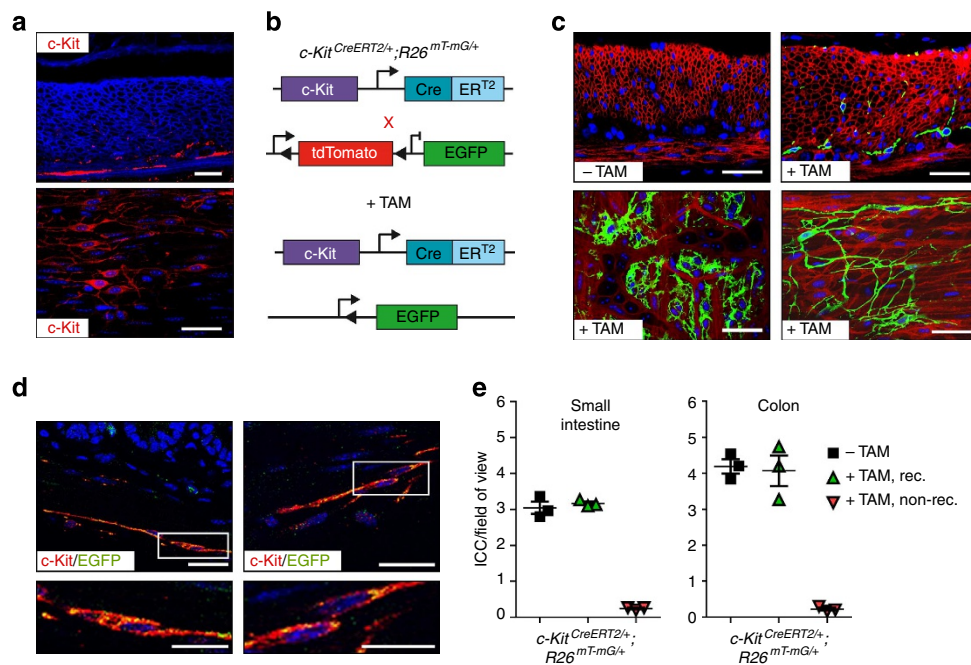 a
c-Kit
c-Kit
b
c-Kit CreERT2/+;R26 mT-mG/+
c-Kit
Cre
ER T2
X
tdTomato
EGFP
+ TAM
c-Kit
Cre
ER T2
EGFP
c
– TAM
+ TAM
+ TAM
+ TAM
d
c-Kit/EGFP
c-Kit/EGFP
e
Small
intestine
Colon
ICC/field of view
6
5
4
3
2
1
0
6
5
4
3
2
1
0
– TAM
+ TAM, rec.
+ TAM, non-rec.
c-Kit CreERT2/+;
R26 mT-mG/+
c-Kit CreERT2/+;
R26 mT-mG/+